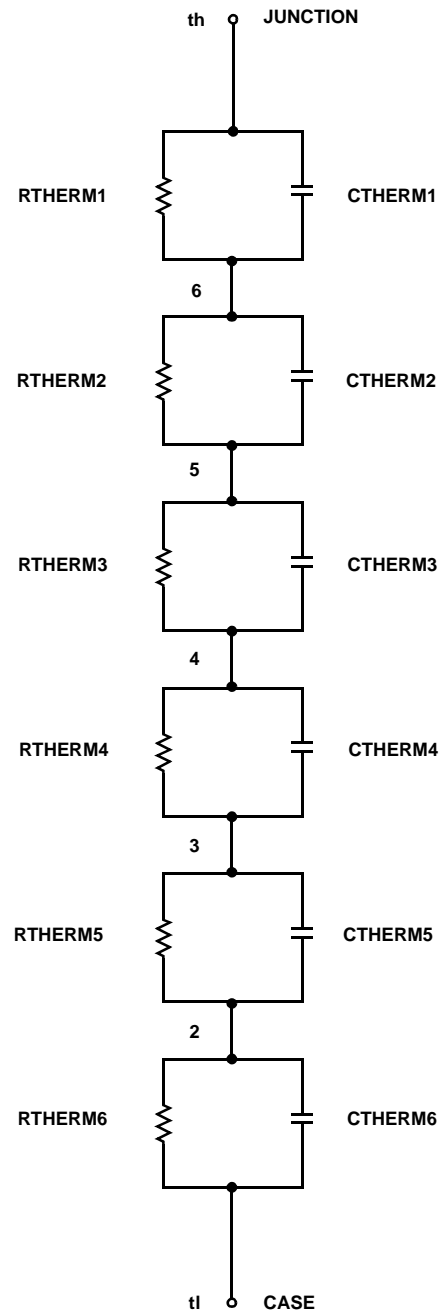 th JUNCTION
RTHERM1 CTHERM1
6
RTHERM2 CTHERM2
5
RTHERM3 CTHERM3
4
RTHERM4 CTHERM4
3
RTHERM5 CTHERM5
2
RTHERM6 CTHERM6
tl CASE